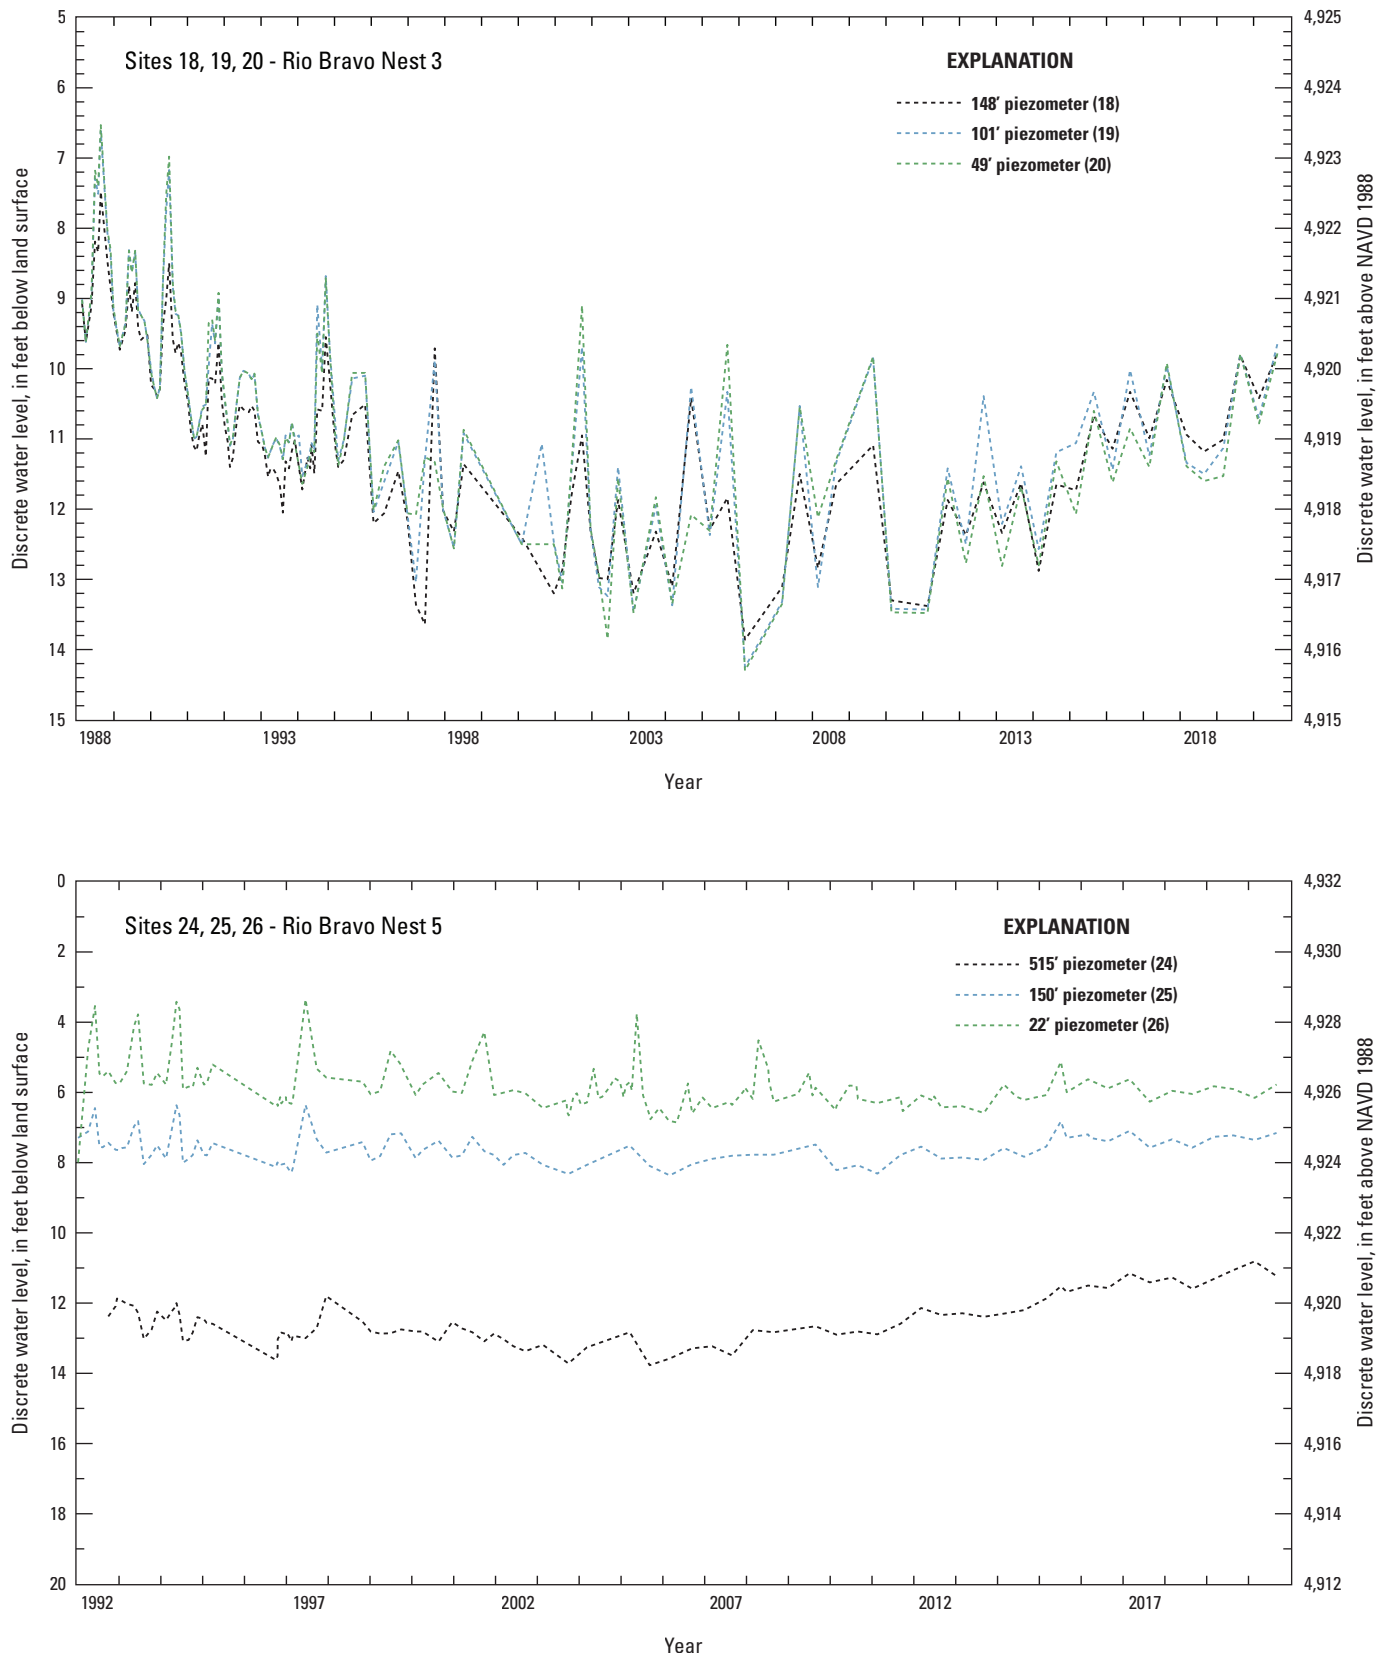 Sites 18, 19, 20 - Rio Bravo Nest 3
EXPLANATION
148’ piezometer (18)
101’ piezometer (19)
49’ piezometer (20)
Discrete water level, in feet below land surface
5
6
7
8
9
10
11
12
13
14
15
4,925
4,924
4,923
4,922
4,921
4,920
4,919
4,918
4,917
4,916
4,915
Discrete water level, in feet above NAVD 1988
1988 1993 1998 2003 2008 2013 2018
Year
Sites 24, 25, 26 - Rio Bravo Nest 5
EXPLANATION
515’ piezometer (24)
150’ piezometer (25)
22’ piezometer (26)
Discrete water level, in feet below land surface
0
2
4
6
8
10
12
14
16
18
20
4,932
4,930
4,928
4,926
4,924
4,922
4,920
4,918
4,916
4,914
4,912
Discrete water level, in feet above NAVD 1988
1992 1997 2002 2007 2012 2017
Year